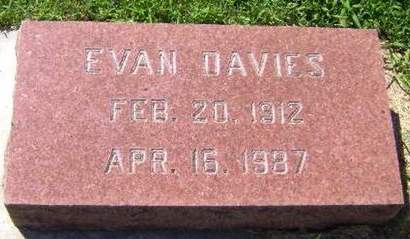 EVAN DAVIES
FEB. 20. 1912
APR. 16. 1987